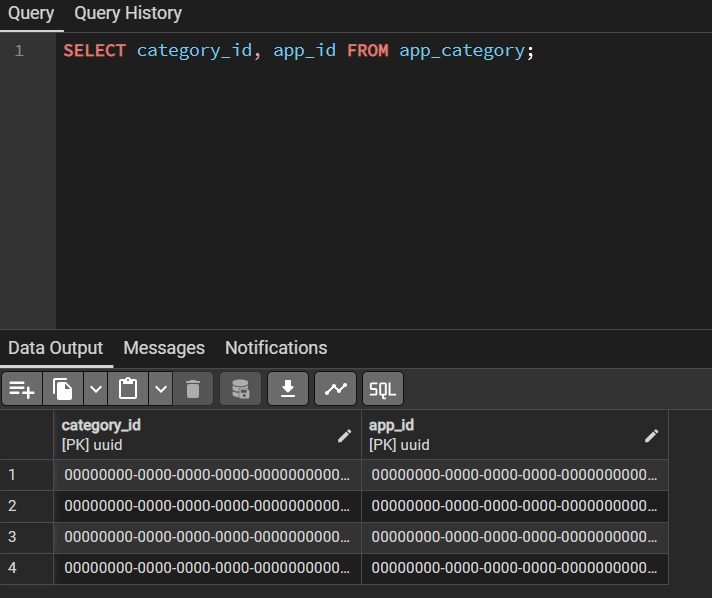 Query Query History
1 SELECT category_id, app_id FROM app_category;
Data Output Messages Notifications
SQL
category_id app_id
[PK] uuid [PK] uuid
1 00000000-0000-0000-0000-0000000000... 00000000-0000-0000-0000-0000000000...
2 00000000-0000-0000-0000-0000000000... 00000000-0000-0000-0000-0000000000...
3 00000000-0000-0000-0000-0000000000... 00000000-0000-0000-0000-0000000000...
4 00000000-0000-0000-0000-0000000000... 00000000-0000-0000-0000-0000000000...